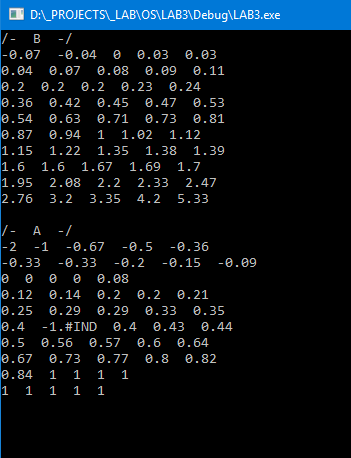 D:\_PROJECTS\_LAB\OS\LAB3\Debug\LAB3.exe
/- B -/
-0.07 -0.04 0 0.03 0.03
0.04 0.07 0.08 0.09 0.11
0.2 0.2 0.2 0.23 0.24
0.36 0.42 0.45 0.47 0.53
0.54 0.63 0.71 0.73 0.81
0.87 0.94 1 1.02 1.12
1.15 1.22 1.35 1.38 1.39
1.6 1.6 1.67 1.69 1.7
1.95 2.08 2.2 2.33 2.47
2.76 3.2 3.35 4.2 5.33
/- A -/
-2 -1 -0.67 -0.5 -0.36
-0.33 -0.33 -0.2 -0.15 -0.09
0 0 0 0 0.08
0.12 0.14 0.2 0.2 0.21
0.25 0.29 0.29 0.33 0.35
0.4 -1.#IND 0.4 0.43 0.44
0.5 0.56 0.57 0.6 0.64
0.67 0.73 0.77 0.8 0.82
0.84 1 1 1 1
1 1 1 1 1